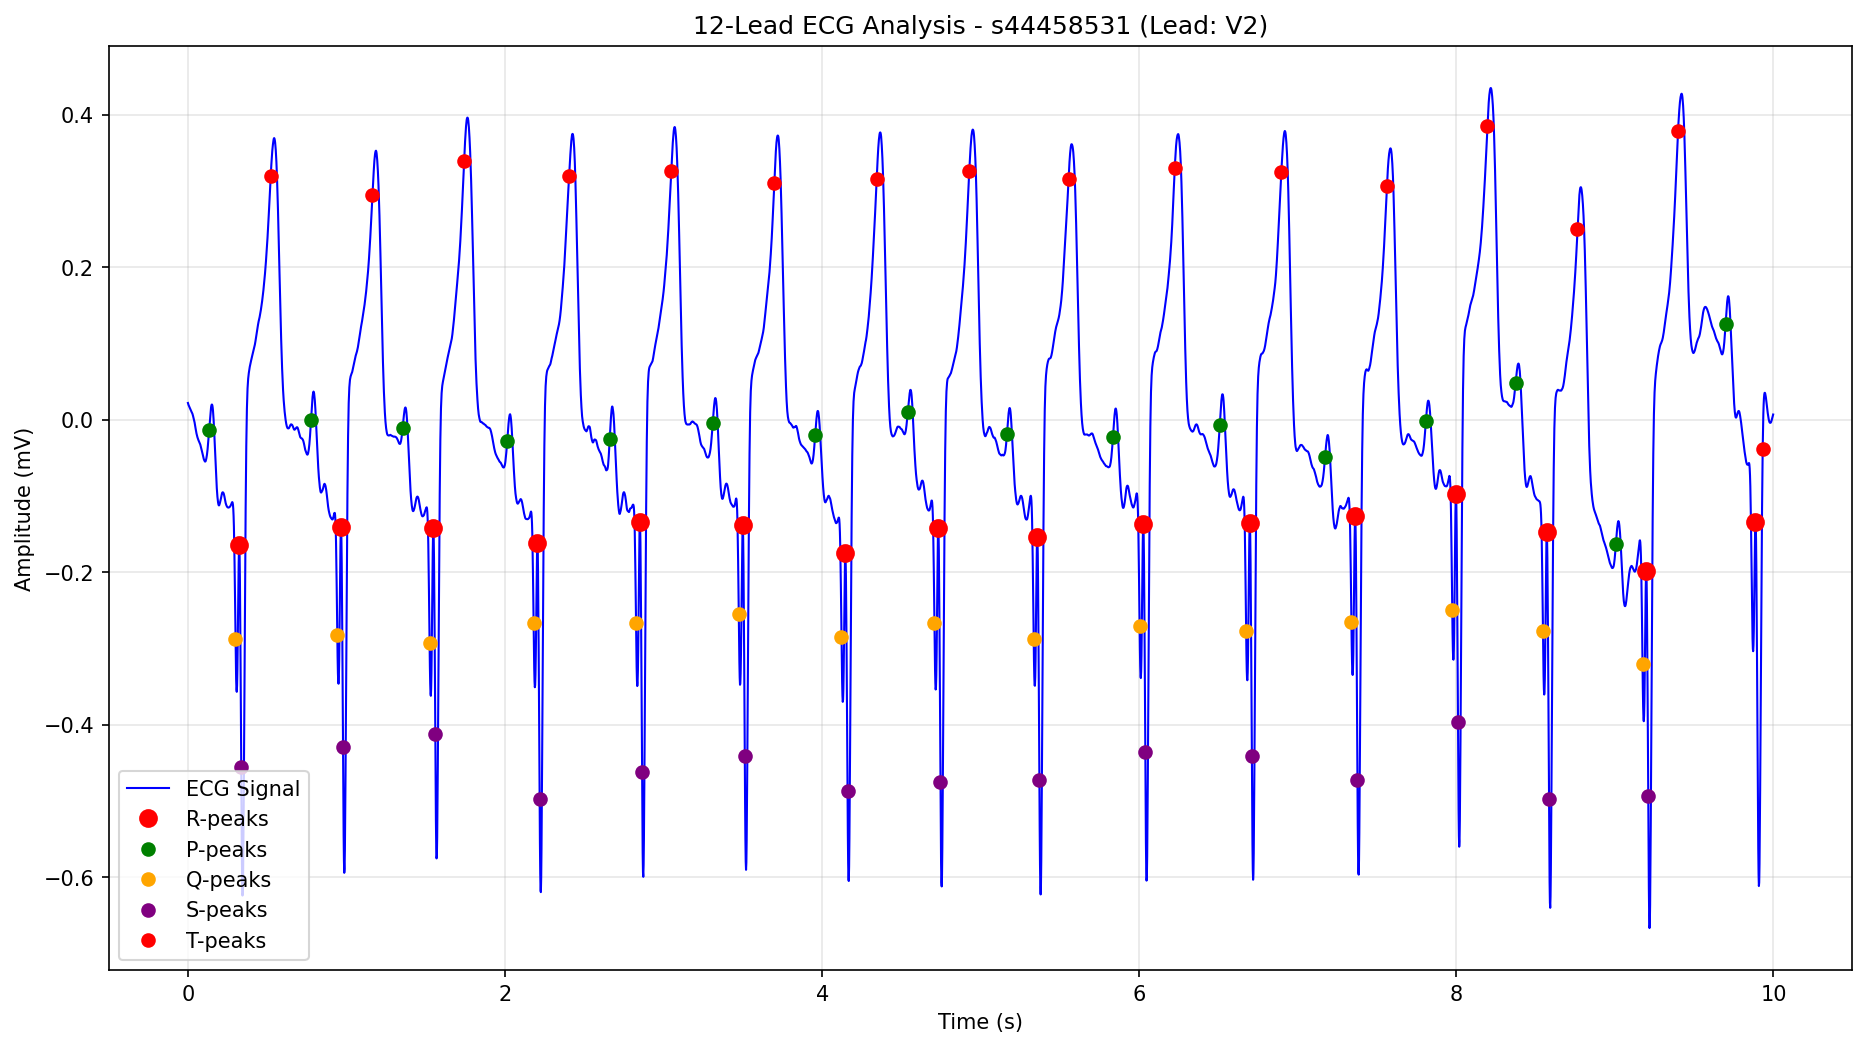 12-Lead ECG Analysis - s44458531 (Lead: V2)
Amplitude (mV)
0.4
0.2
0.0
−0.2
−0.4
−0.6
ECG Signal
R-peaks
P-peaks
Q-peaks
S-peaks
T-peaks
0 2 4 6 8 10
Time (s)